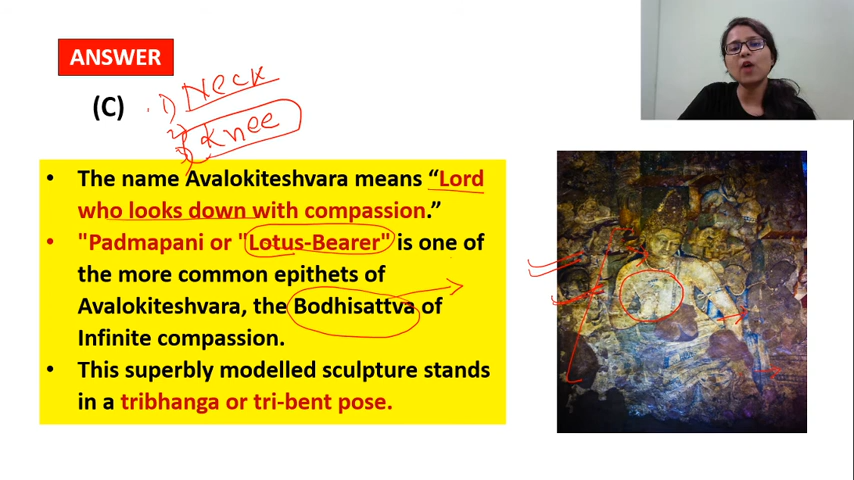 ANSWER
(C)
1) Neck
2) Knee
3)
• The name Avalokiteshvara means “Lord
who looks down with compassion.”
• "Padmapani or "Lotus-Bearer" is one of
the more common epithets of
Avalokiteshvara, the Bodhisattva of
Infinite compassion.
• This superbly modelled sculpture stands
in a tribhanga or tri-bent pose.